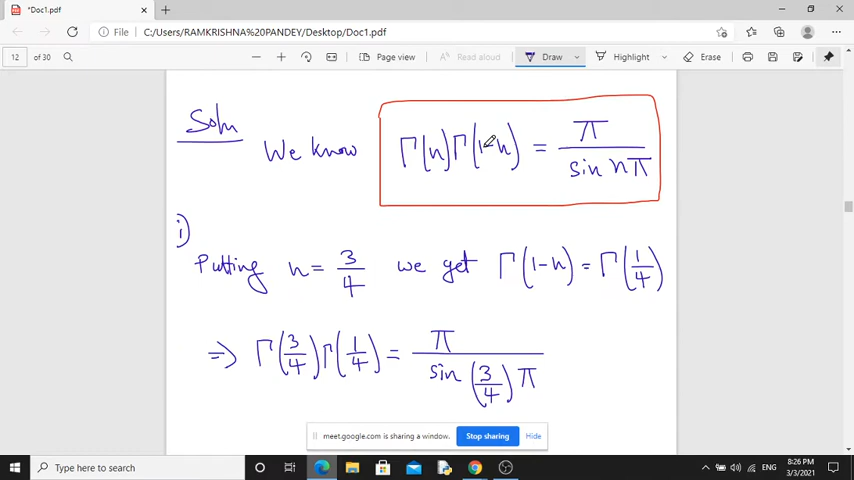 *Doc1.pdf
File C:/Users/RAMKRISHNA%20PANDEY/Desktop/Doc1.pdf
12 of 30 Page view Read aloud Draw Highlight Erase
Soln
We know Γ(n)Γ(1-n) = π / sin nπ
i)
Putting n = 3/4 we get Γ(1-n) = Γ(1/4)
⇒ Γ(3/4)Γ(1/4) = π / sin(3/4)π
meet.google.com is sharing a window. Stop sharing Hide
Type here to search
ENG
8:26 PM
3/3/2021